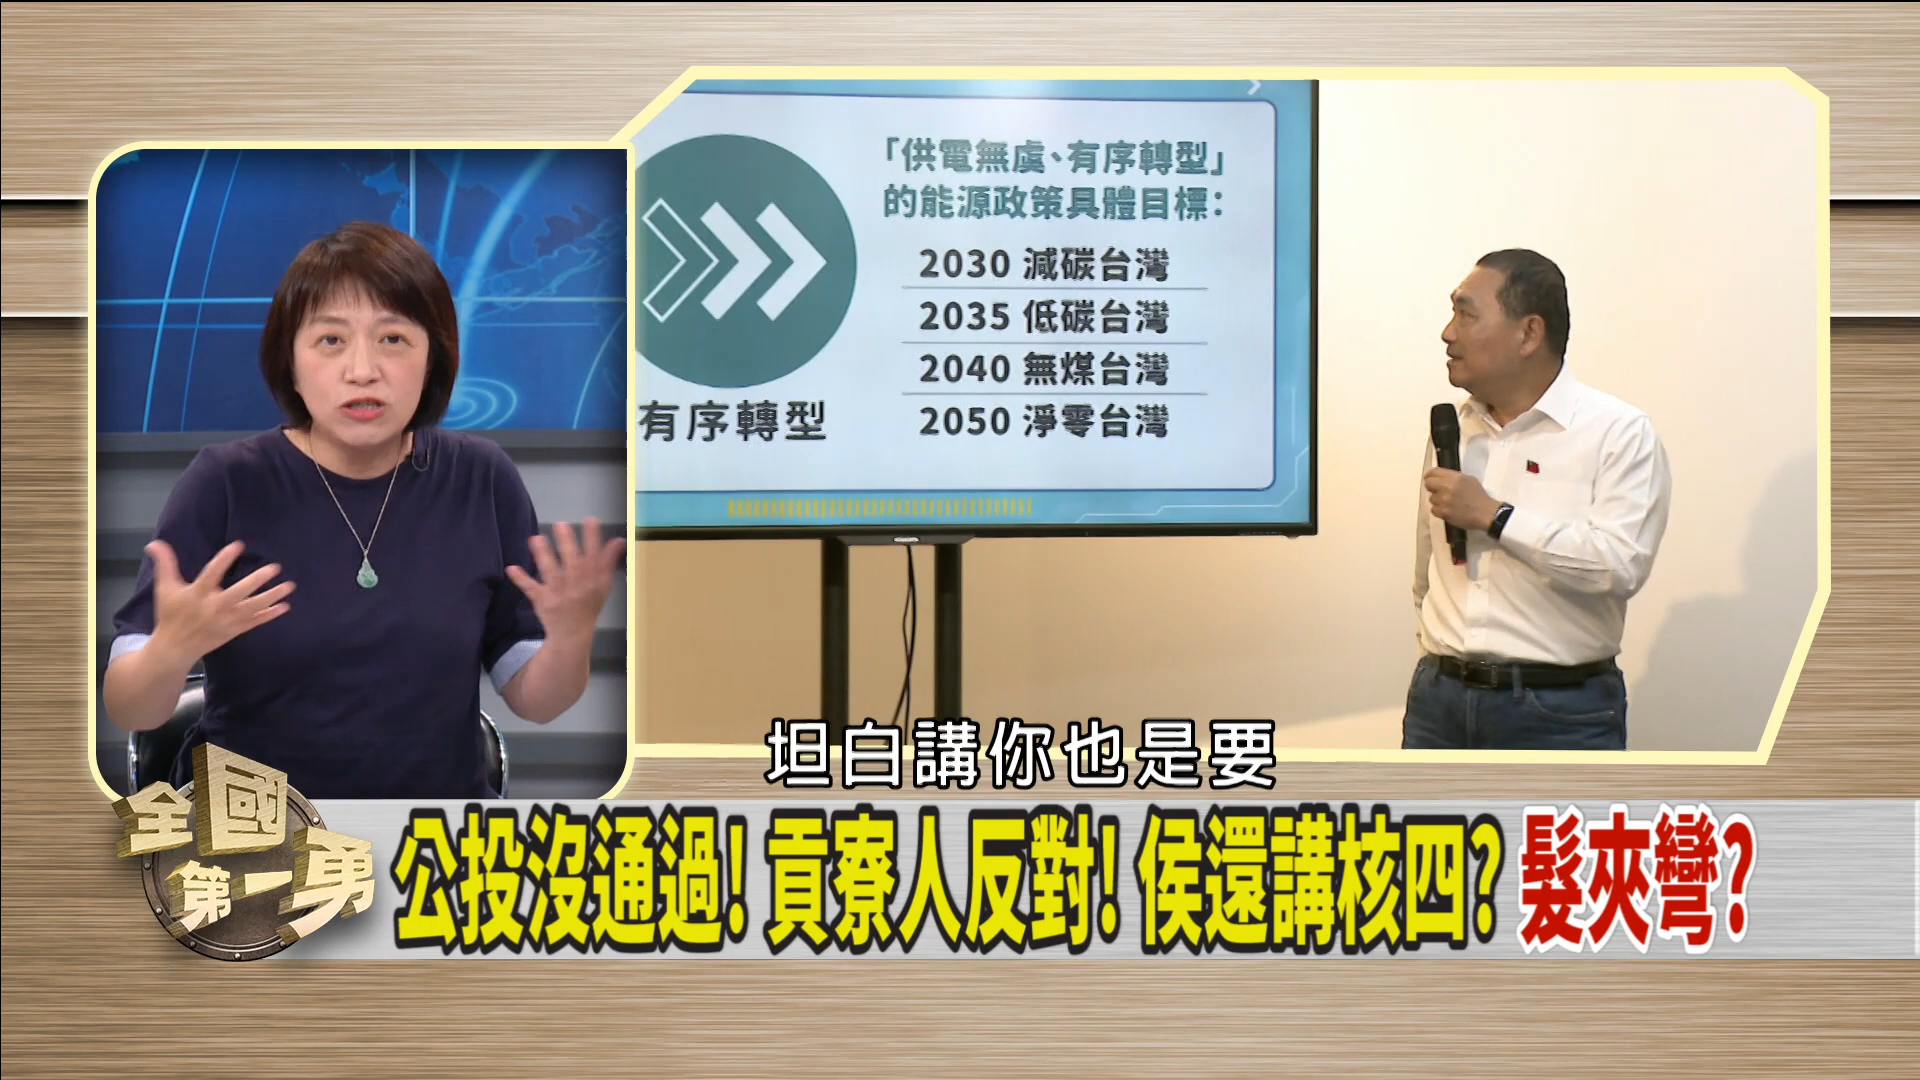 「供電無虞、有序轉型」
的能源政策具體目標：
2030 減碳台灣
2035 低碳台灣
2040 無煤台灣
2050 淨零台灣
有序轉型
坦白講你也是要
全國
第一勇
公投沒通過！貢寮人反對！侯還講核四？髮夾彎？